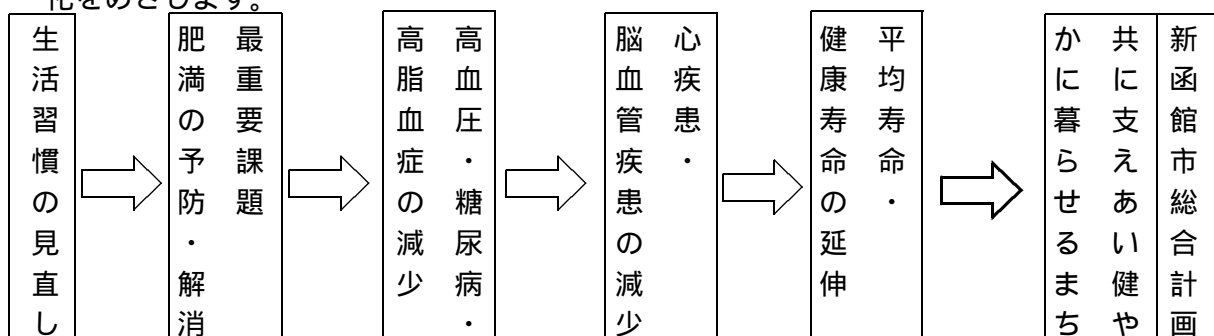 化をめざします。
生活習慣の見直し
最重要課題
肥満の予防・解消
高血圧・糖尿病・
高脂血症の減少
心疾患・
脳血管疾患の減少
平均寿命・
健康寿命の延伸
新函館市総合計画
共に支えあい健や
かに暮らせるまち